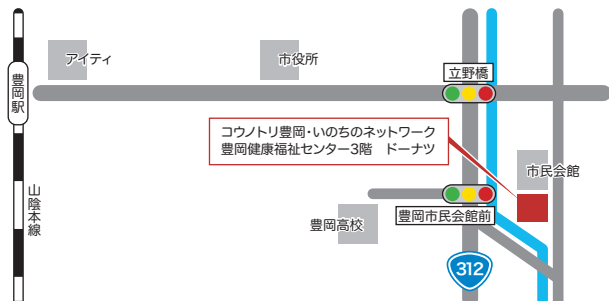 アイティ
市役所
豊岡駅
立野橋
コウノトリ豊岡・いのちのネットワーク
豊岡健康福祉センター3階 ドーナツ
市民会館
山陰本線
豊岡高校
豊岡市民会館前
312